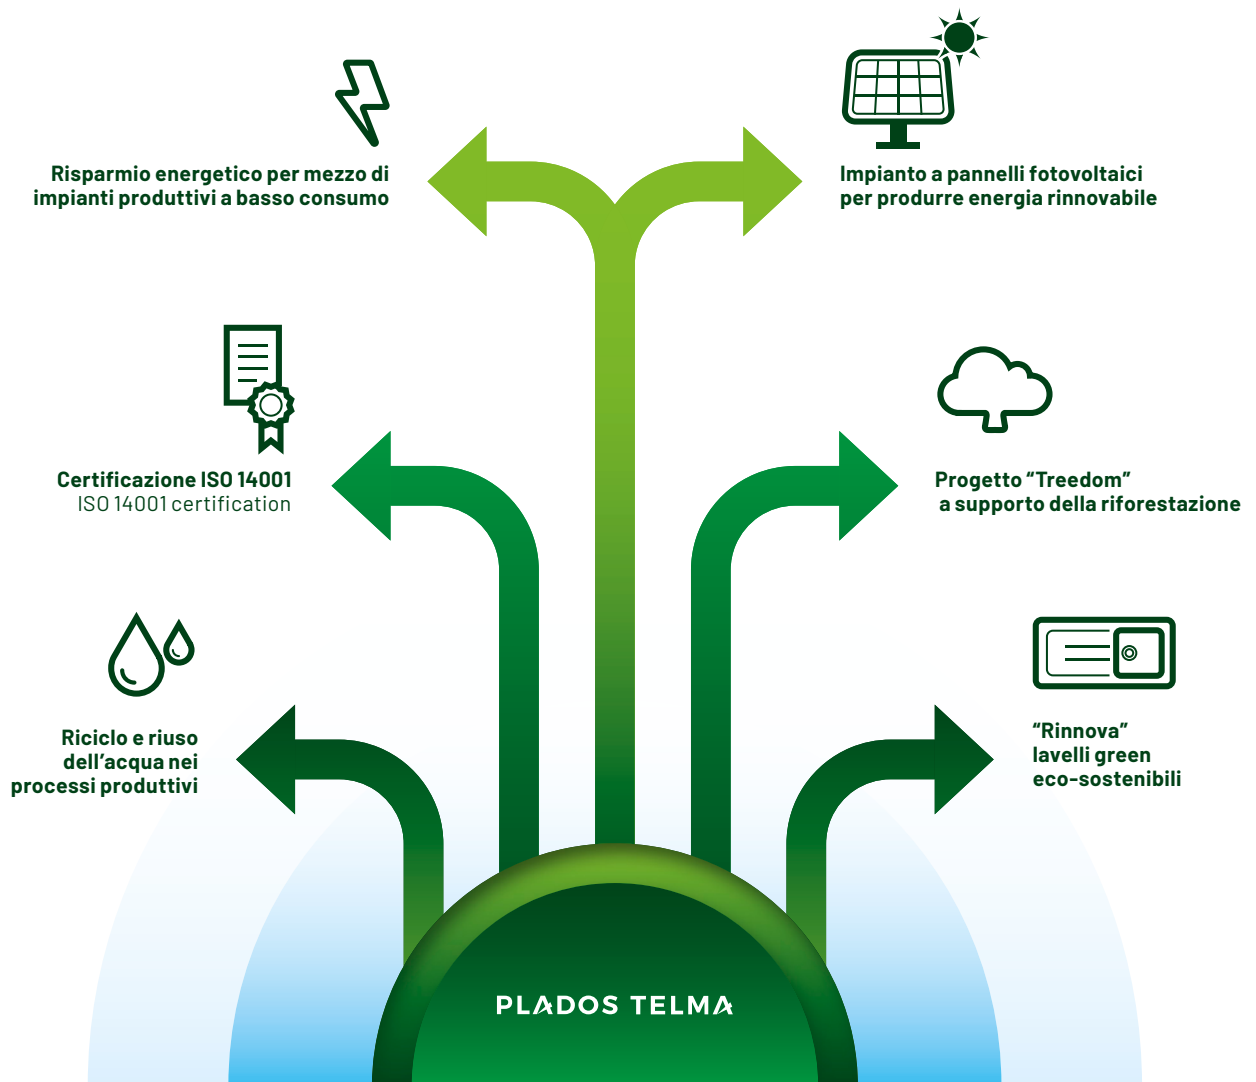 Risparmio energetico per mezzo di
impianti produttivi a basso consumo
Impianto a pannelli fotovoltaici
per produrre energia rinnovabile
Certificazione ISO 14001
ISO 14001 certification
Progetto “Treedom”
a supporto della riforestazione
Riciclo e riuso
dell’acqua nei
processi produttivi
“Rinnova”
lavelli green
eco-sostenibili
PLADOS TELMA